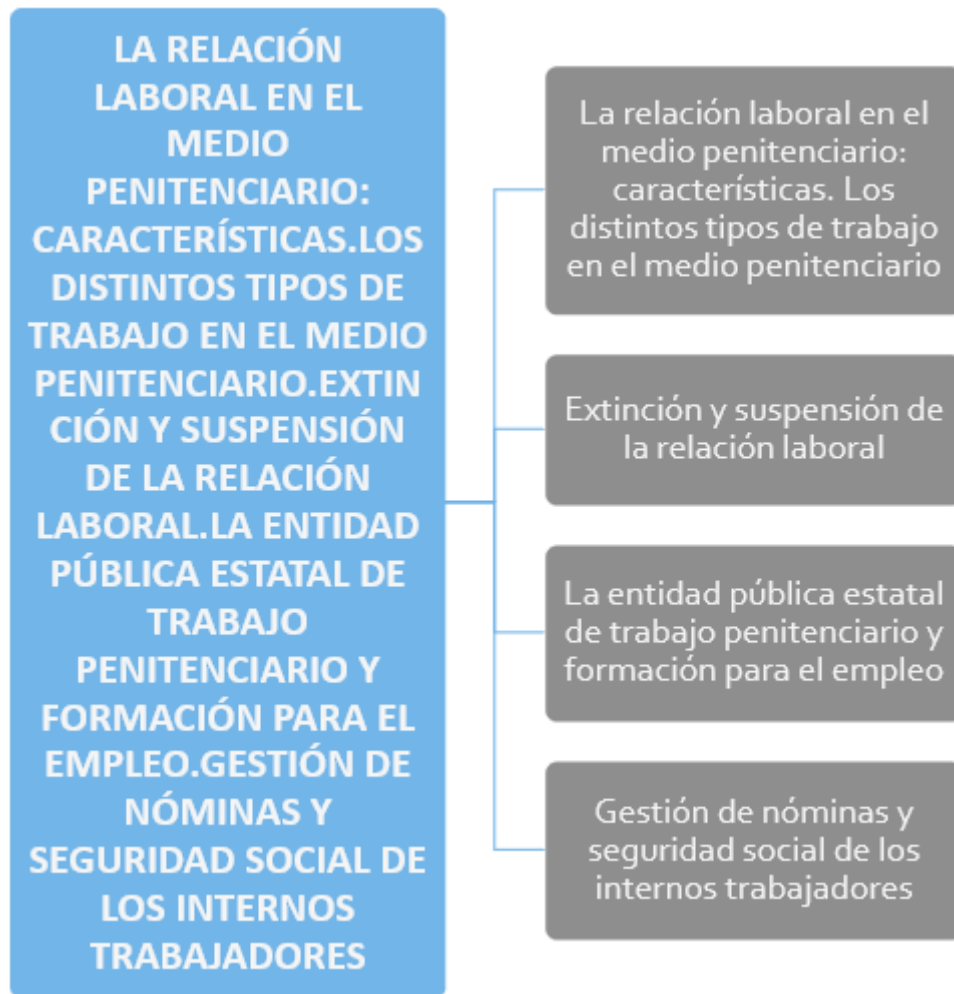 LA RELACIÓN
LABORAL EN EL
MEDIO
PENITENCIARIO:
CARACTERÍSTICAS.LOS
DISTINTOS TIPOS DE
TRABAJO EN EL MEDIO
PENITENCIARIO.EXTIN
CIÓN Y SUSPENSIÓN
DE LA RELACIÓN
LABORAL.LA ENTIDAD
PÚBLICA ESTATAL DE
TRABAJO
PENITENCIARIO Y
FORMACIÓN PARA EL
EMPLEO.GESTIÓN DE
NÓMINAS Y
SEGURIDAD SOCIAL DE
LOS INTERNOS
TRABAJADORES
La relación laboral en el
medio penitenciario:
características. Los
distintos tipos de trabajo
en el medio penitenciario
Extinción y suspensión de
la relación laboral
La entidad pública estatal
de trabajo penitenciario y
formación para el empleo
Gestión de nóminas y
seguridad social de los
internos trabajadores